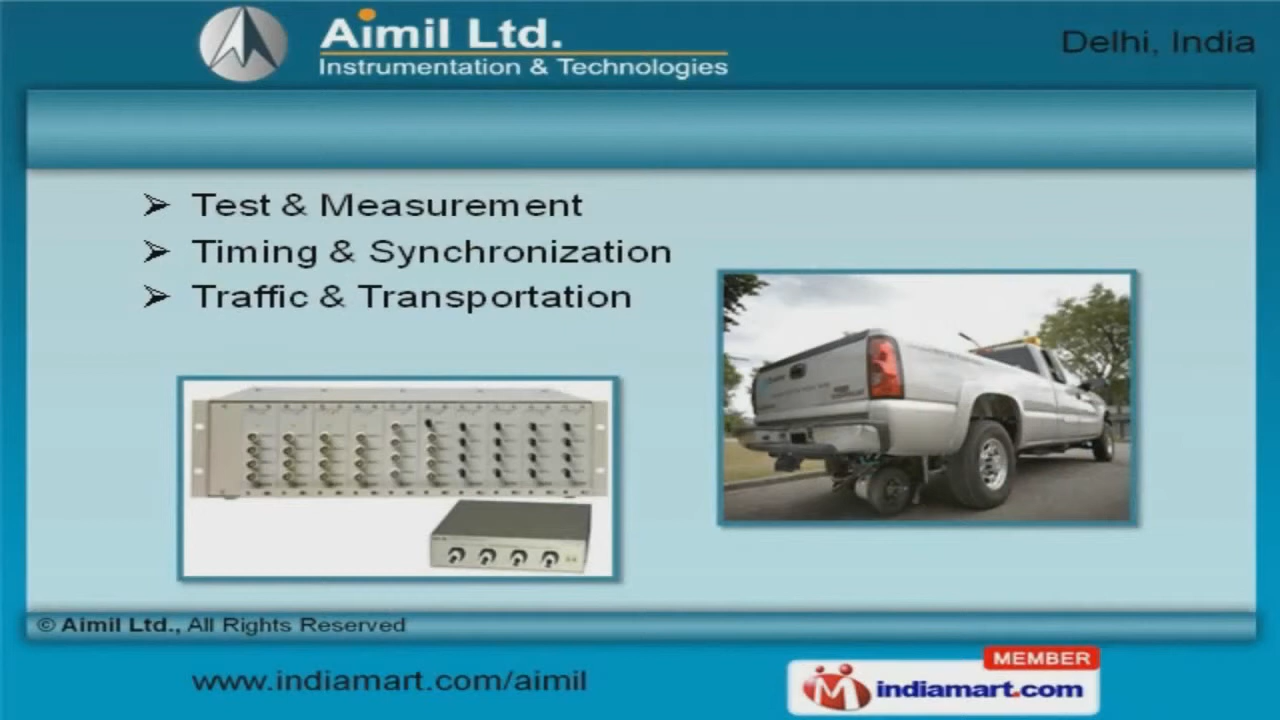 Aimil Ltd.
Instrumentation & Technologies
Delhi, India
Test & Measurement
Timing & Synchronization
Traffic & Transportation
© Aimil Ltd., All Rights Reserved
www.indiamart.com/aimil
MEMBER
indiamart.com